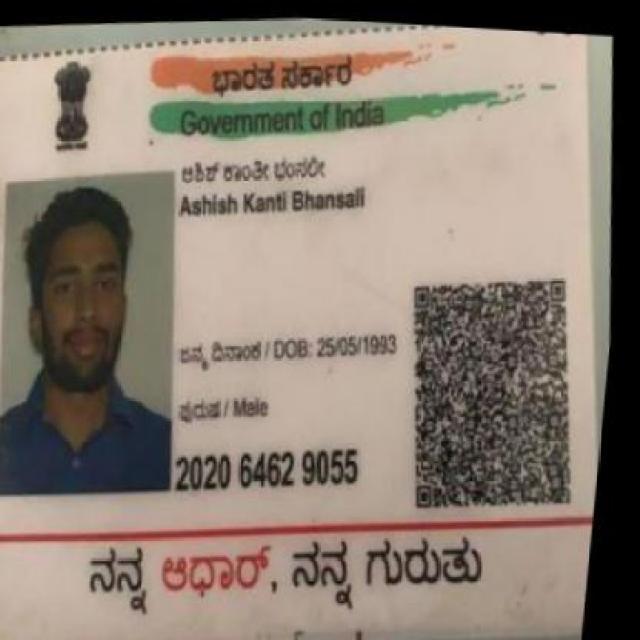 ಭಾರತ ಸರ್ಕಾರ
Government of India
ಆಶಿಶ್ ಕಾಂತೀ ಭಂಸಾಲೀ
Ashish Kanti Bhansali
ಜನ್ಮ ದಿನಾಂಕ / DOB: 25/05/1993
ಪುರುಷ / Male
2020 6462 9055
ನನ್ನ ಆಧಾರ್, ನನ್ನ ಗುರುತು